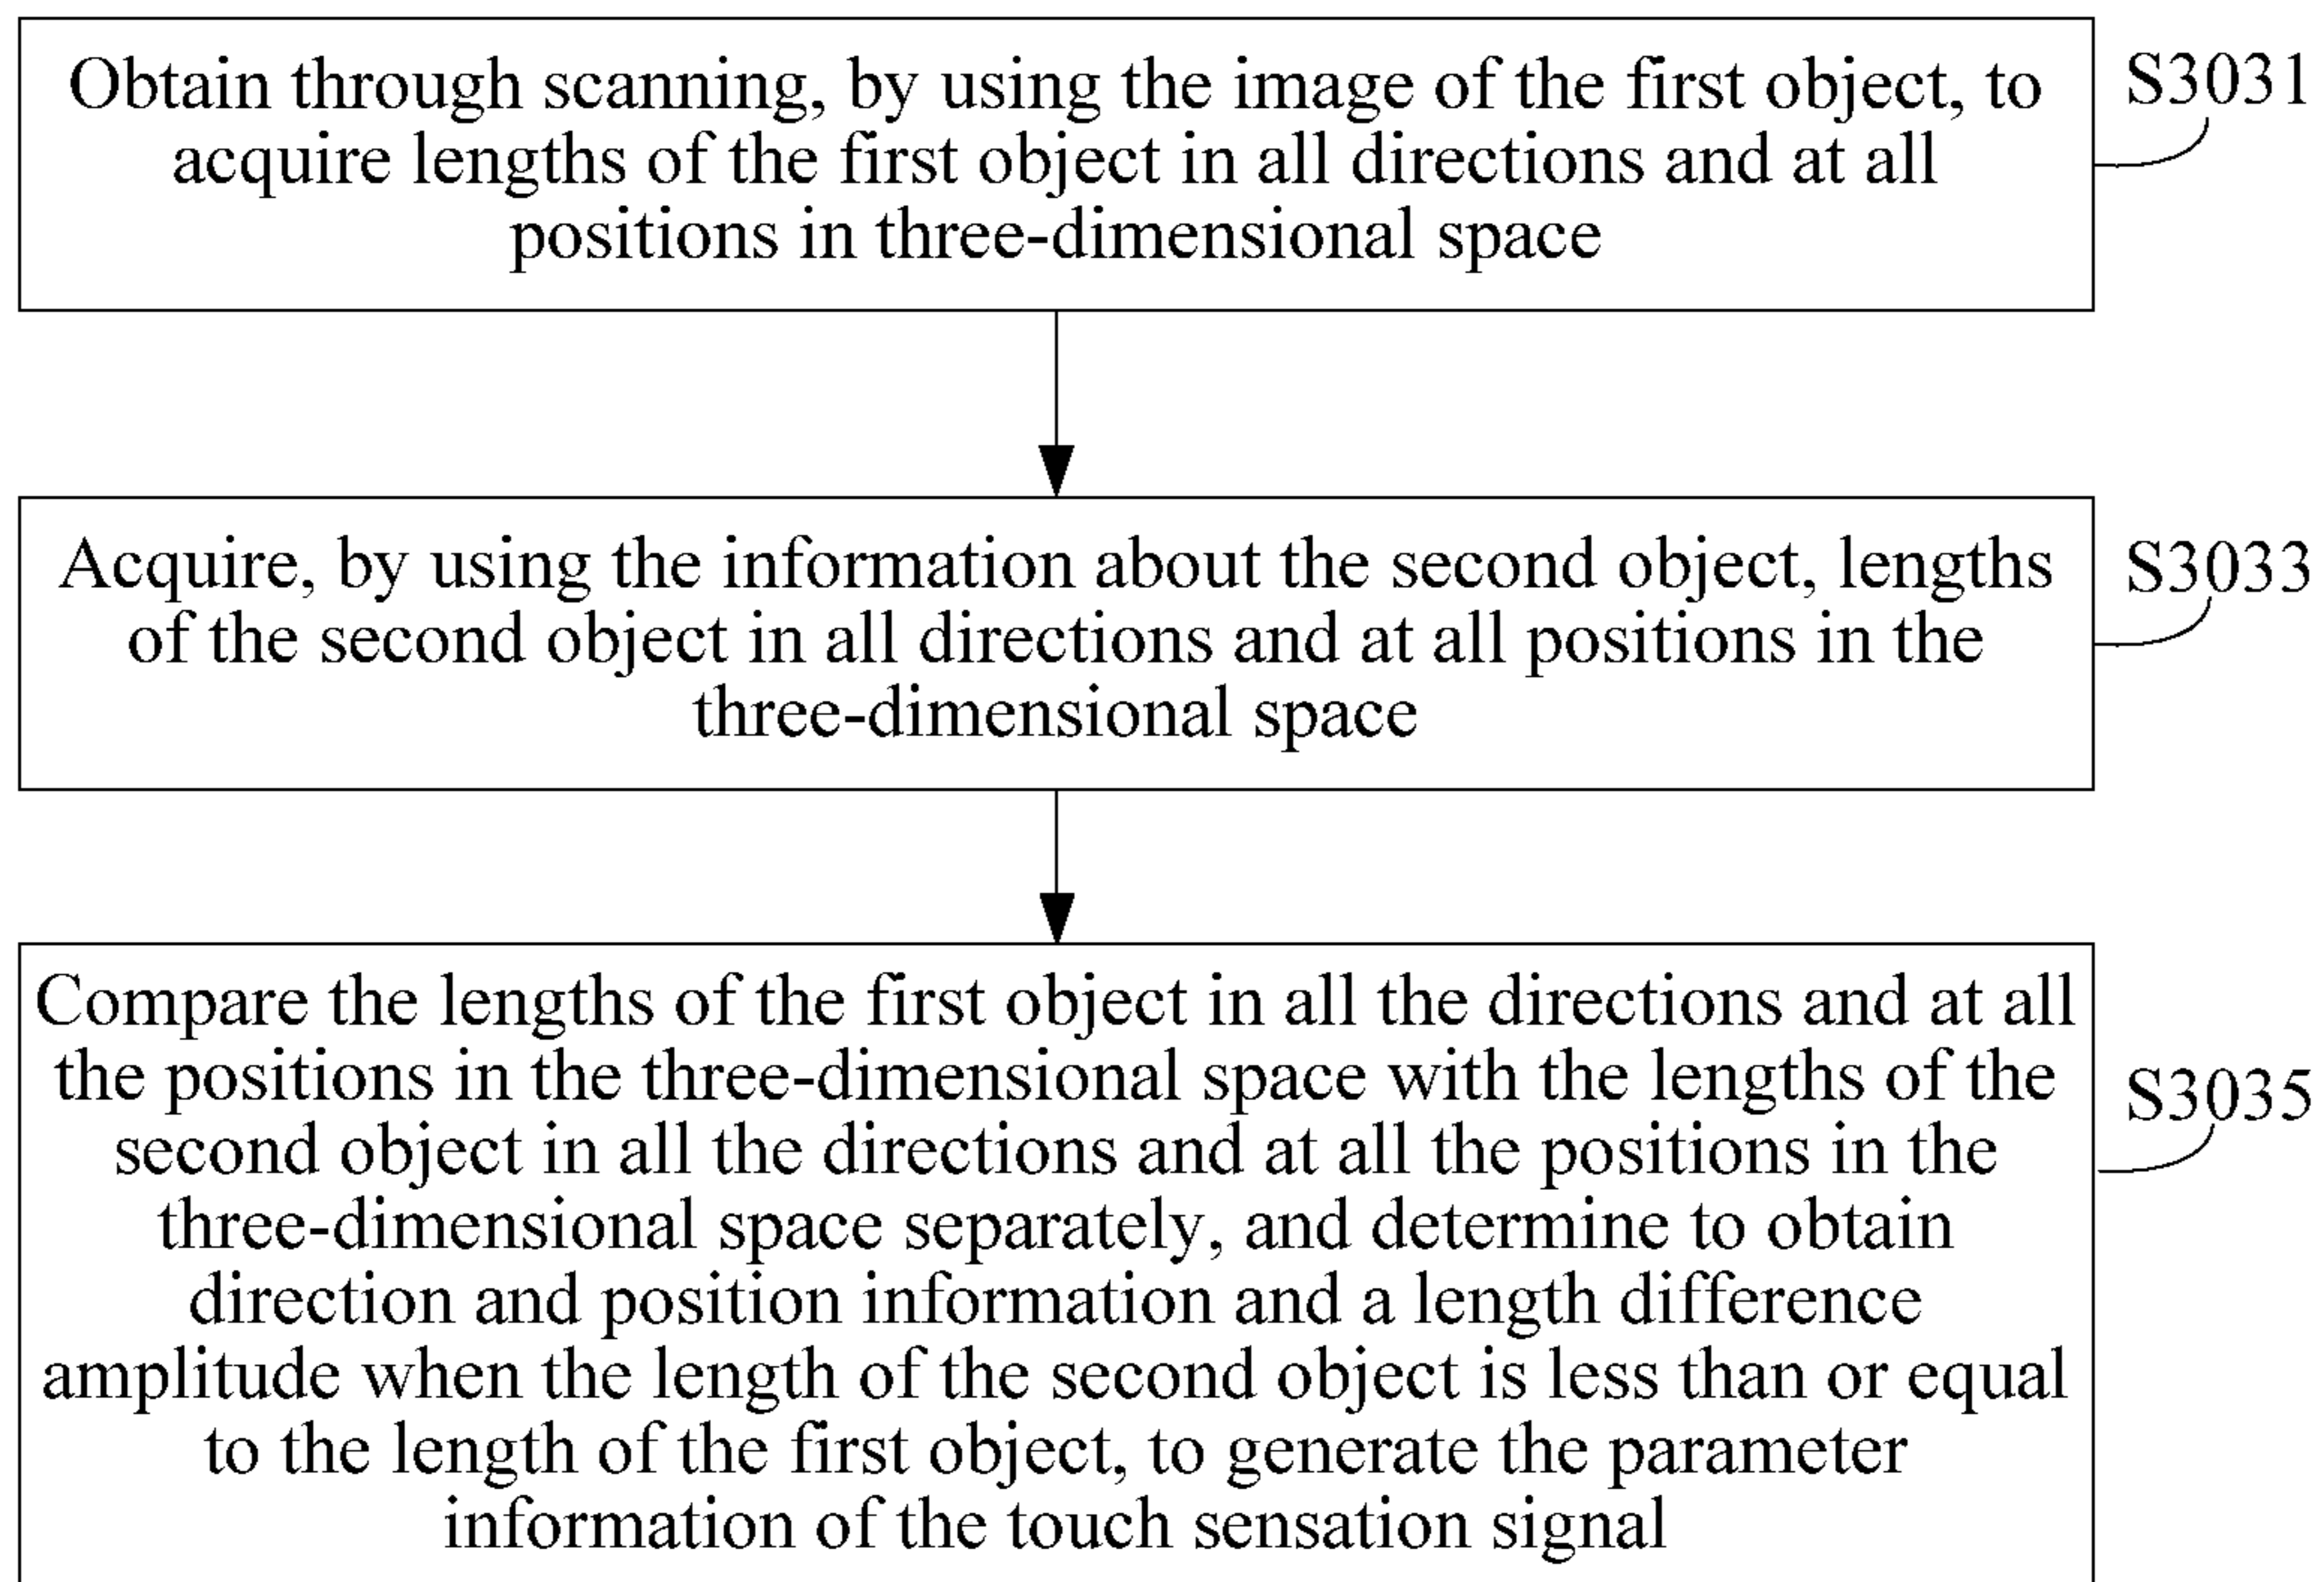 Obtain through scanning, by using the image of the first object, to
acquire lengths of the first object in all directions and at all
positions in three-dimensional space
S3031
Acquire, by using the information about the second object, lengths
of the second object in all directions and at all positions in the
three-dimensional space
S3033
Compare the lengths of the first object in all the directions and at all
the positions in the three-dimensional space with the lengths of the
second object in all the directions and at all the positions in the
three-dimensional space separately, and determine to obtain
direction and position information and a length difference
amplitude when the length of the second object is less than or equal
to the length of the first object, to generate the parameter
information of the touch sensation signal
S3035